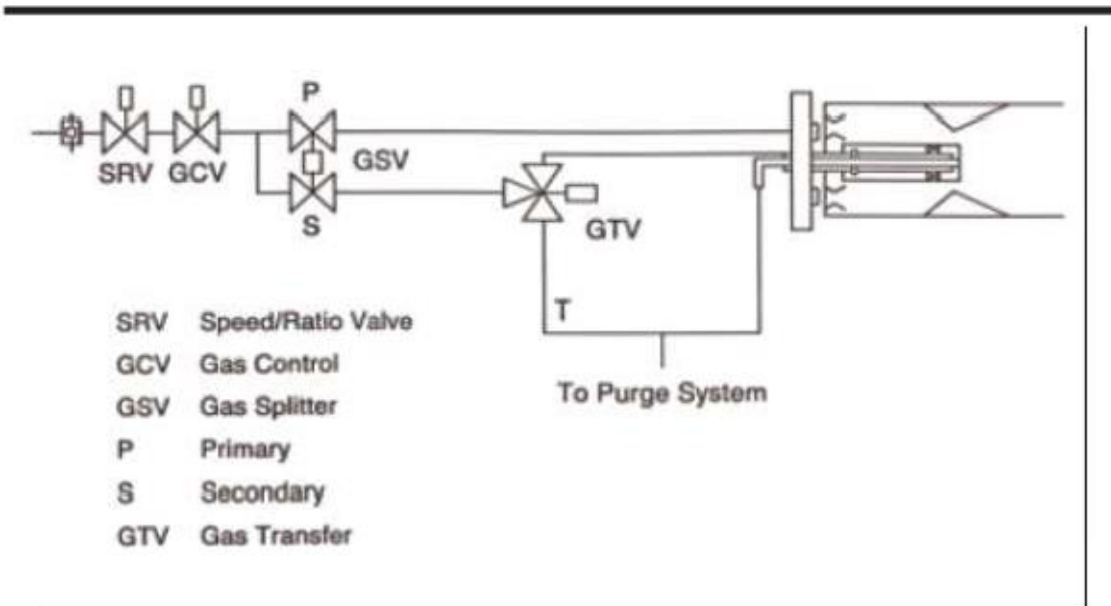 P
SRV GCV
GSV
S
GTV
T
To Purge System
SRV Speed/Ratio Valve
GCV Gas Control
GSV Gas Splitter
P Primary
S Secondary
GTV Gas Transfer